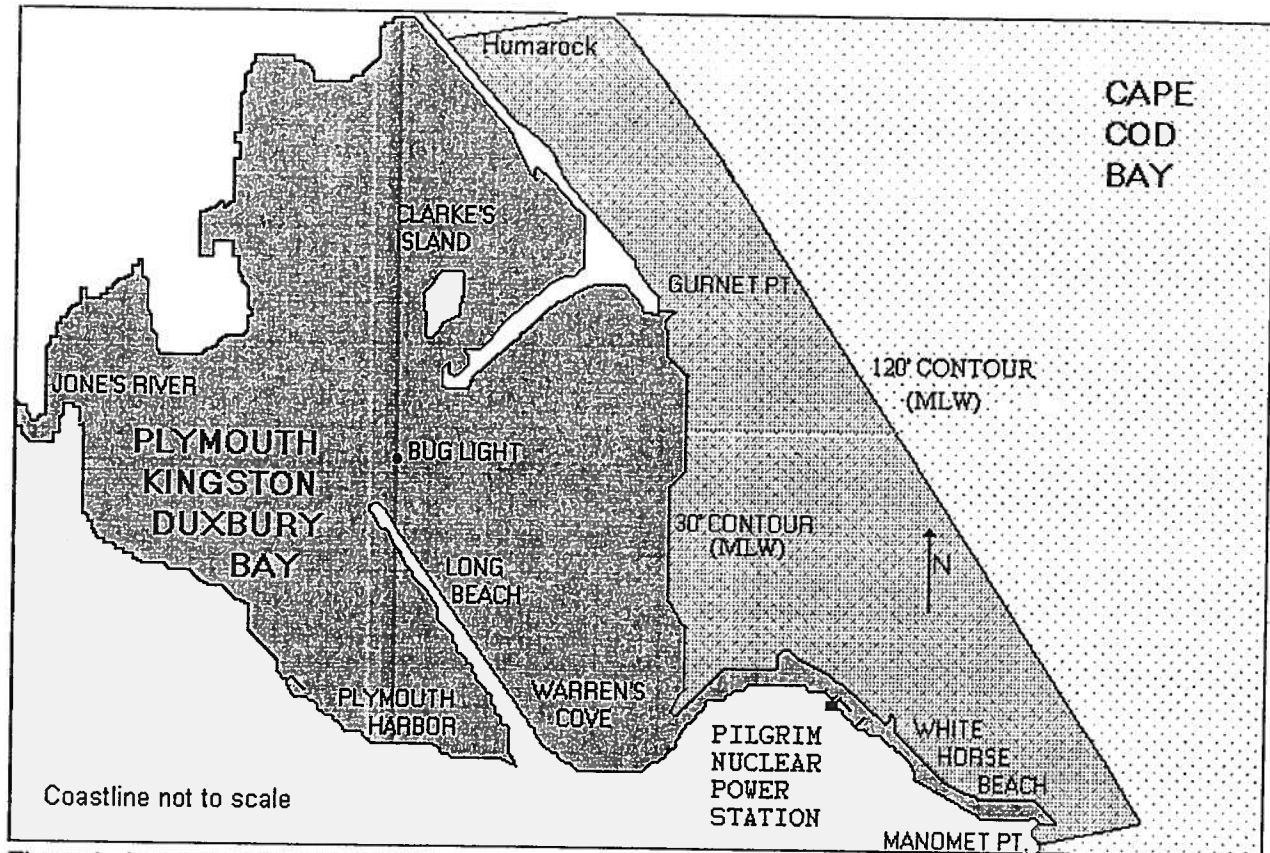 Humarock
CAPE
COD
BAY
CLARKE'S
ISLAND
GURNET PT.
120' CONTOUR
(MLW)
JONE'S RIVER
PLYMOUTH
KINGSTON
DUXBURY
BAY
BUG LIGHT
30' CONTOUR
(MLW)
N
LONG
BEACH
PLYMOUTH
HARBOR
WARREN'S
COVE
PILGRIM
NUCLEAR
POWER
STATION
WHITE
HORSE
BEACH
Coastline not to scale
MANOMET PT.